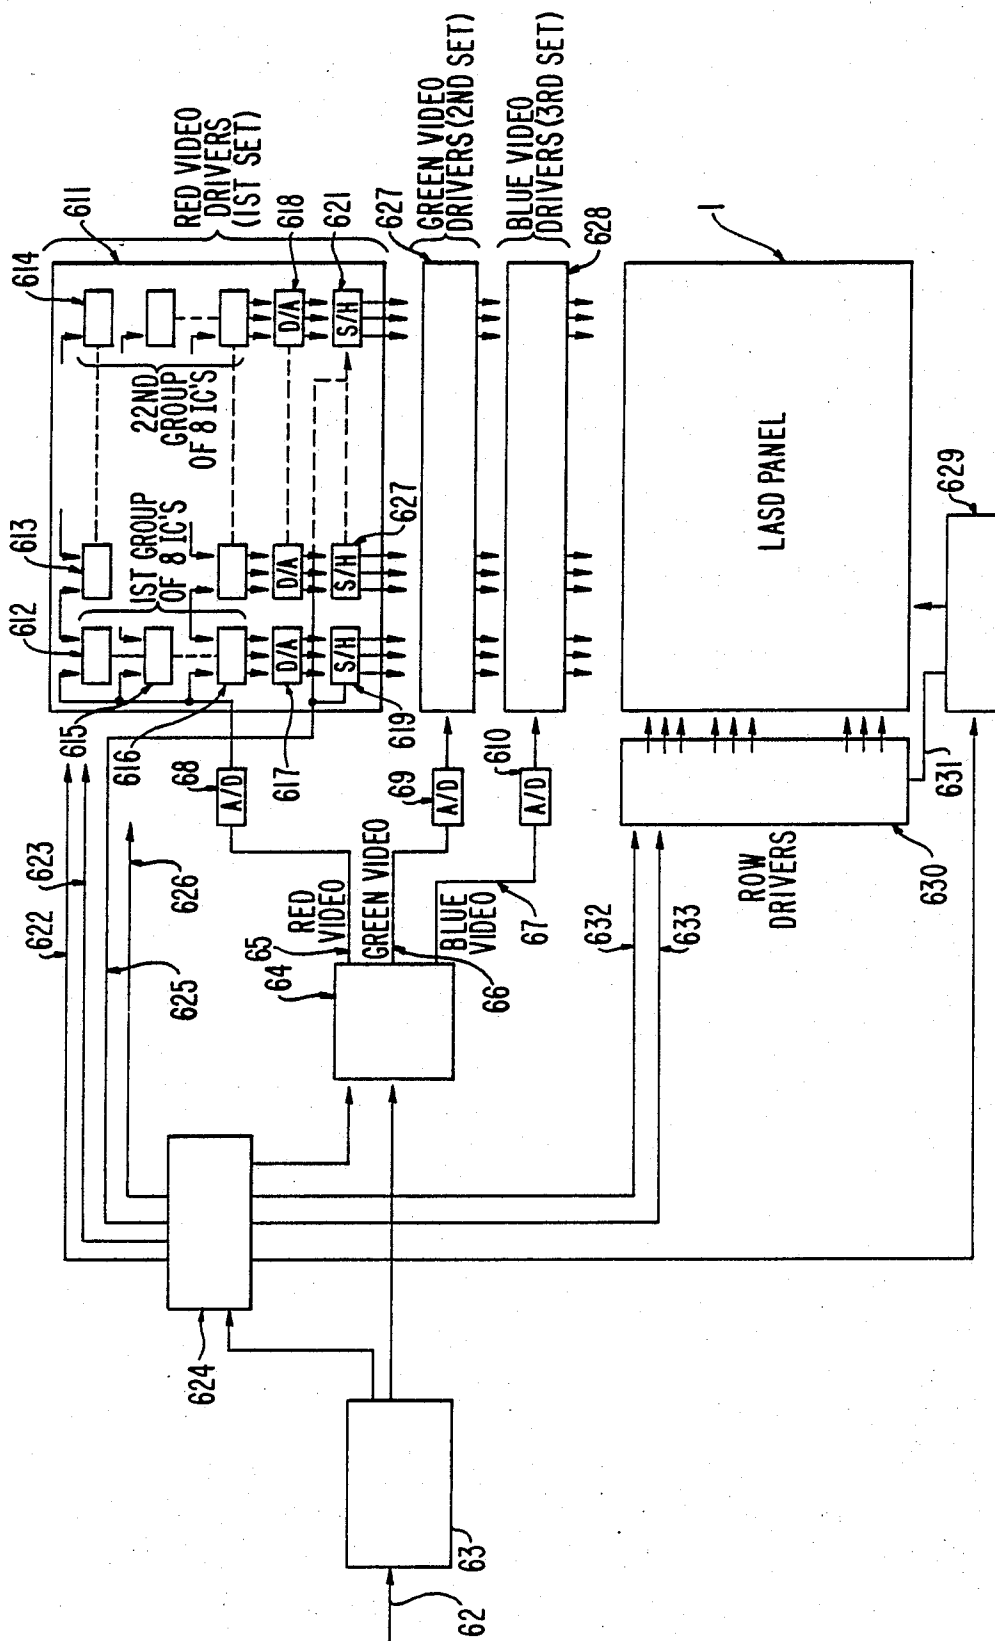 614
611
RED VIDEO
DRIVERS
(1ST SET)
618
621
627
GREEN VIDEO
DRIVERS (2ND SET)
BLUE VIDEO
DRIVERS (3RD SET)
628
1
D/A
S/H
22ND
GROUP
OF 8 IC'S
613
1ST GROUP
OF 8 IC'S
612
D/A
S/H
627
D/A
S/H
615
616
617
619
68
A/D
69
A/D
610
A/D
LASD PANEL
629
631
630
ROW
DRIVERS
632
633
623
622
626
625
RED
VIDEO
65
64
GREEN VIDEO
66
BLUE
VIDEO
67
624
63
62